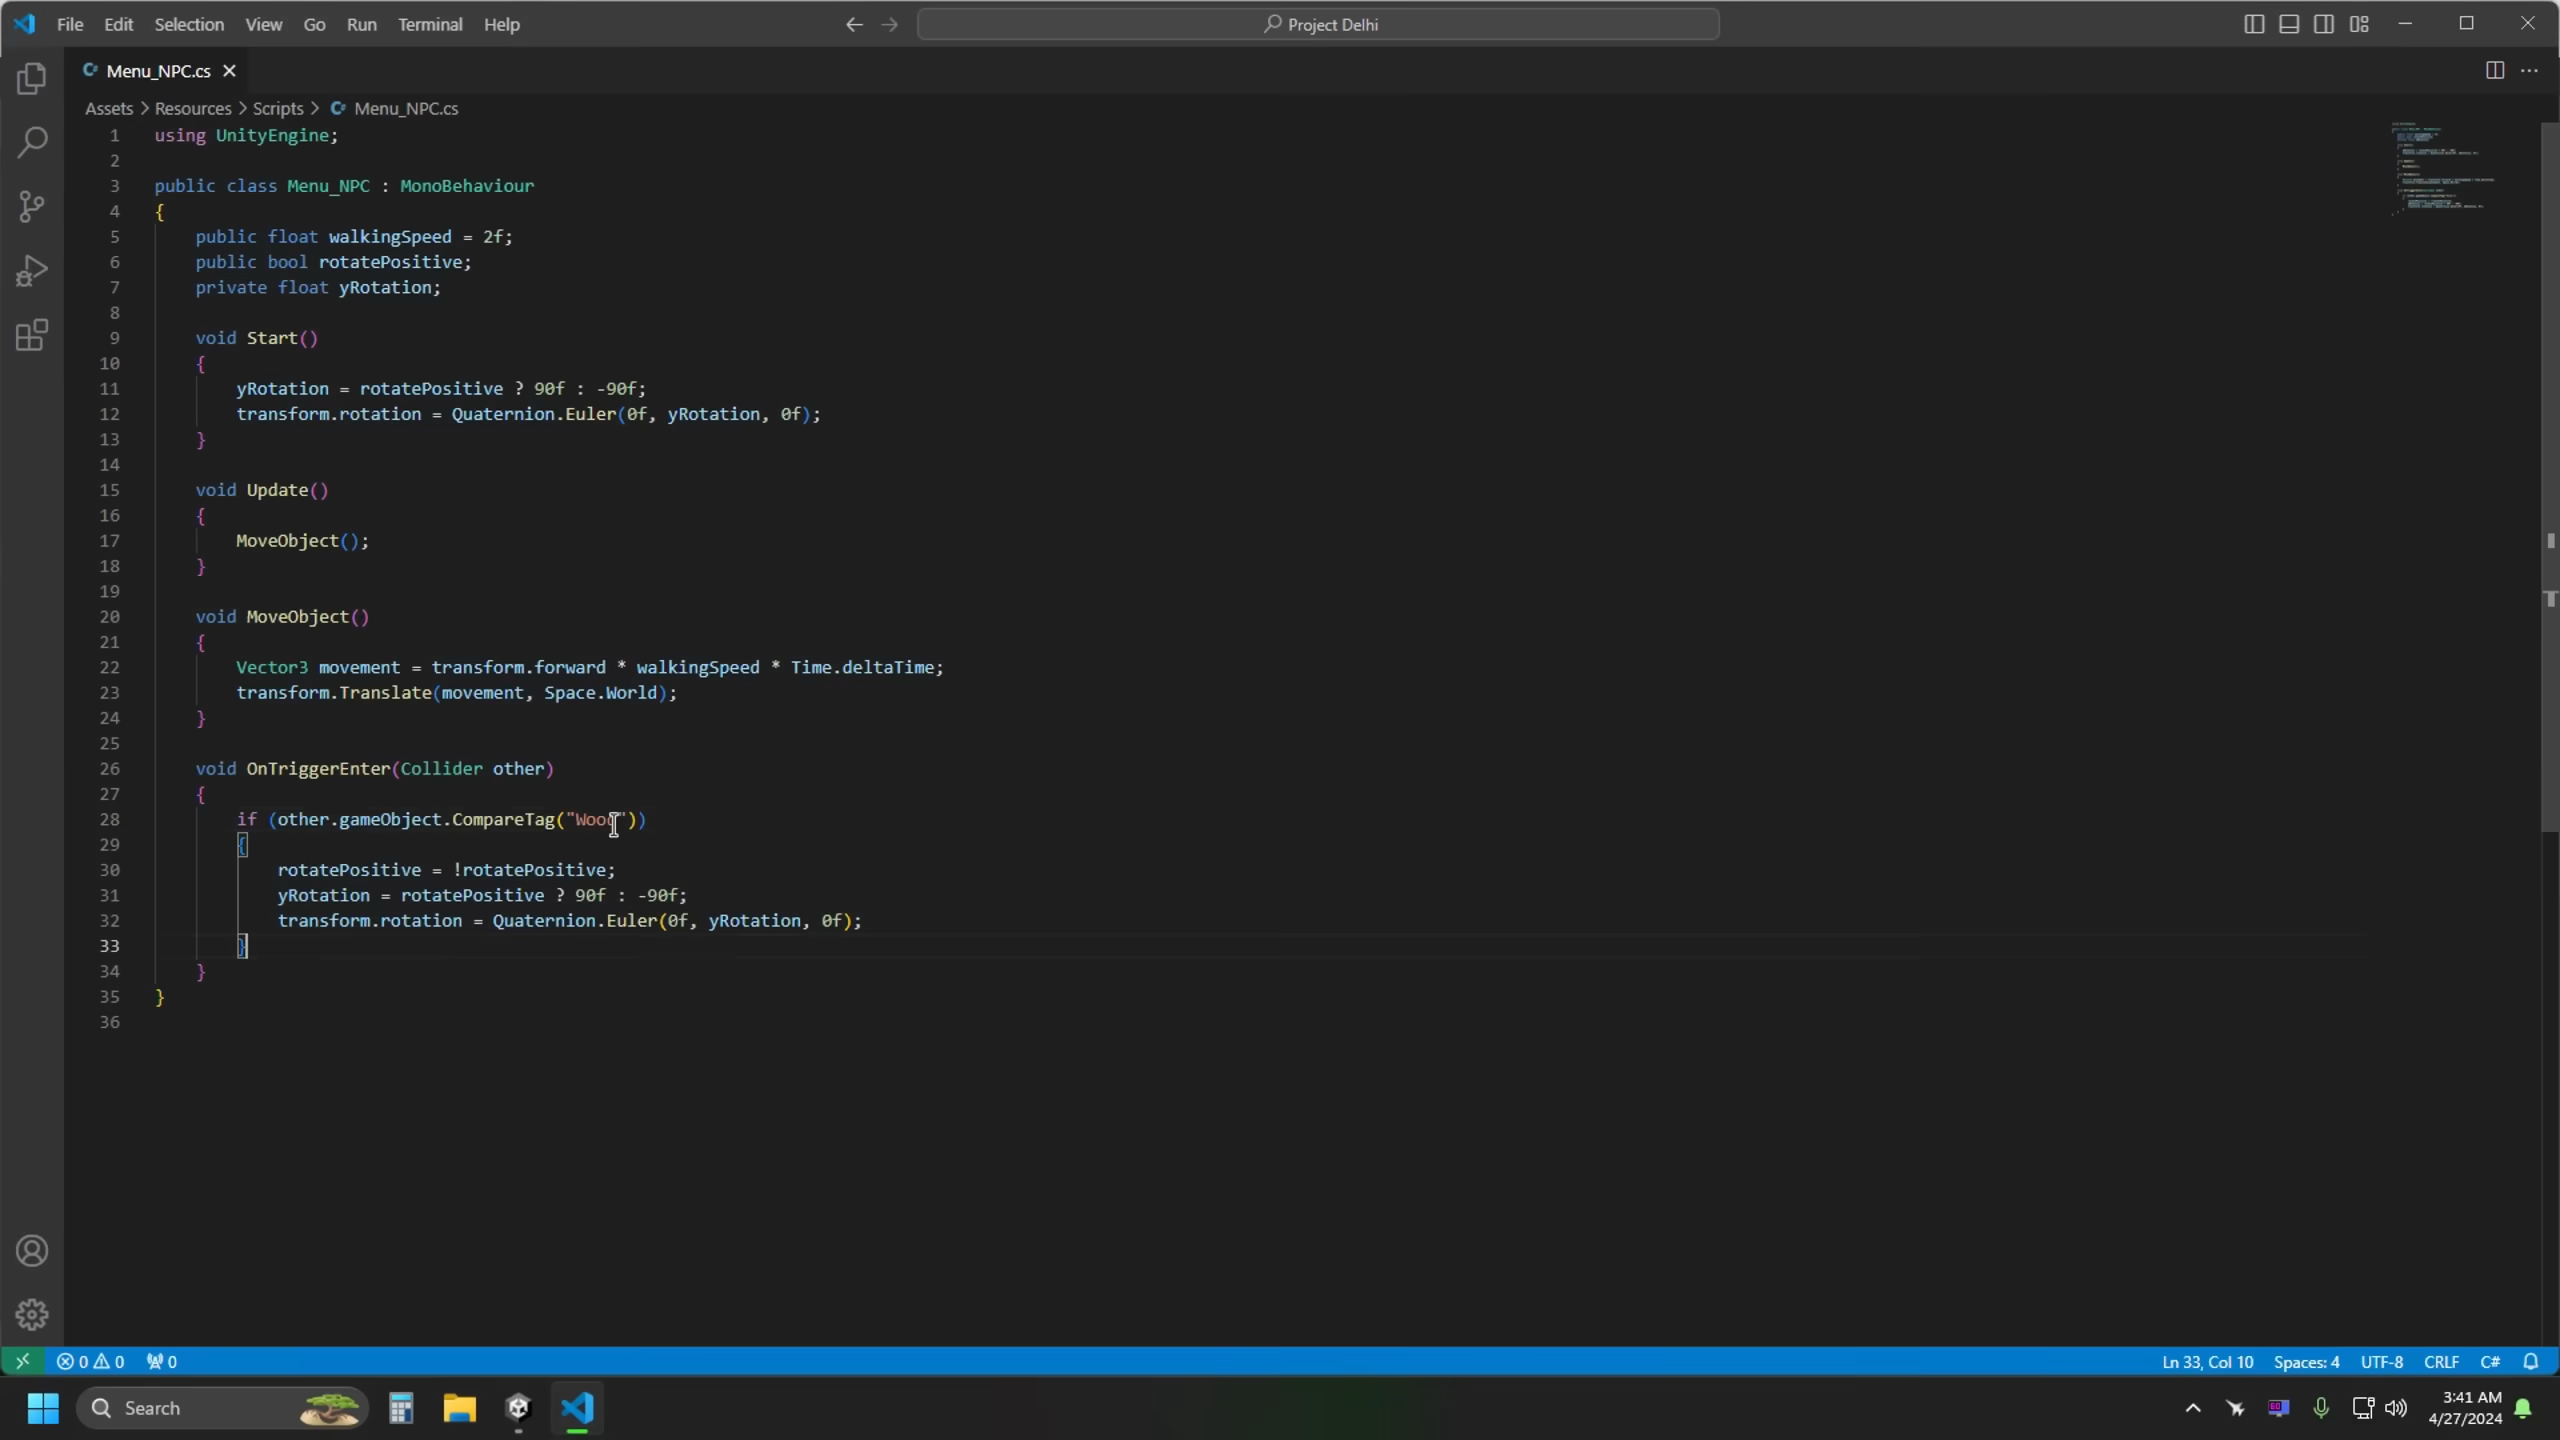 File Edit Selection View Go Run Terminal Help
Project Delhi
Menu_NPC.cs
Assets > Resources > Scripts > Menu_NPC.cs
1 using UnityEngine;
2
3 public class Menu_NPC : MonoBehaviour
4 {
5 public float walkingSpeed = 2f;
6 public bool rotatePositive;
7 private float yRotation;
8
9 void Start()
10 {
11 yRotation = rotatePositive ? 90f : -90f;
12 transform.rotation = Quaternion.Euler(0f, yRotation, 0f);
13 }
14
15 void Update()
16 {
17 MoveObject();
18 }
19
20 void MoveObject()
21 {
22 Vector3 movement = transform.forward * walkingSpeed * Time.deltaTime;
23 transform.Translate(movement, Space.World);
24 }
25
26 void OnTriggerEnter(Collider other)
27 {
28 if (other.gameObject.CompareTag("Wood"))
29 {
30 rotatePositive = !rotatePositive;
31 yRotation = rotatePositive ? 90f : -90f;
32 transform.rotation = Quaternion.Euler(0f, yRotation, 0f);
33 }
34 }
35 }
36
0 0 0
Ln 33, Col 10 Spaces: 4 UTF-8 CRLF C#
Search
60
3:41 AM
4/27/2024